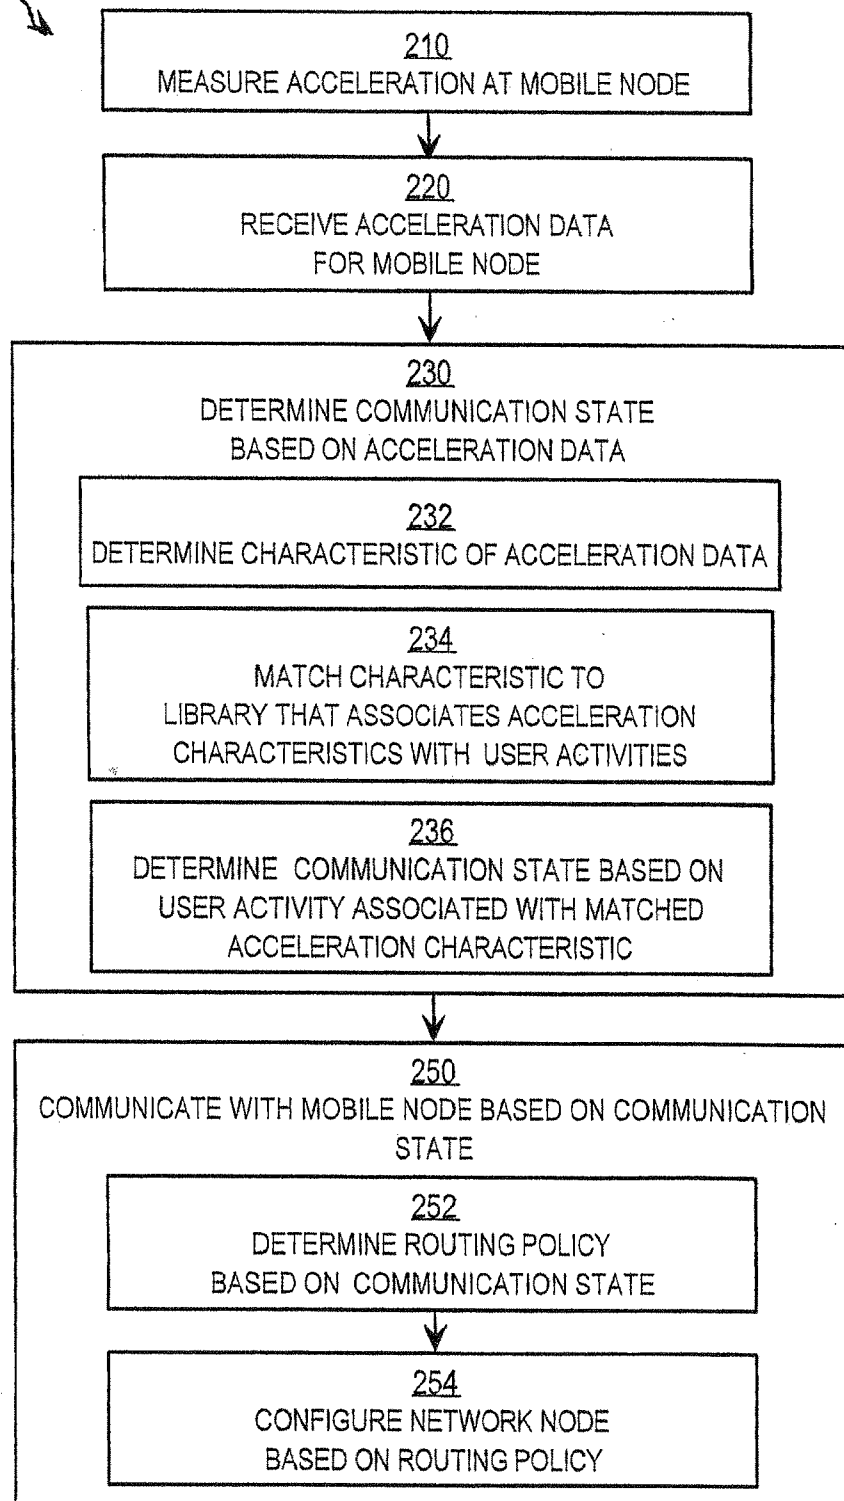 210
MEASURE ACCELERATION AT MOBILE NODE
220
RECEIVE ACCELERATION DATA
FOR MOBILE NODE
230
DETERMINE COMMUNICATION STATE
BASED ON ACCELERATION DATA
232
DETERMINE CHARACTERISTIC OF ACCELERATION DATA
234
MATCH CHARACTERISTIC TO
LIBRARY THAT ASSOCIATES ACCELERATION
CHARACTERISTICS WITH USER ACTIVITIES
236
DETERMINE COMMUNICATION STATE BASED ON
USER ACTIVITY ASSOCIATED WITH MATCHED
ACCELERATION CHARACTERISTIC
250
COMMUNICATE WITH MOBILE NODE BASED ON COMMUNICATION
STATE
252
DETERMINE ROUTING POLICY
BASED ON COMMUNICATION STATE
254
CONFIGURE NETWORK NODE
BASED ON ROUTING POLICY